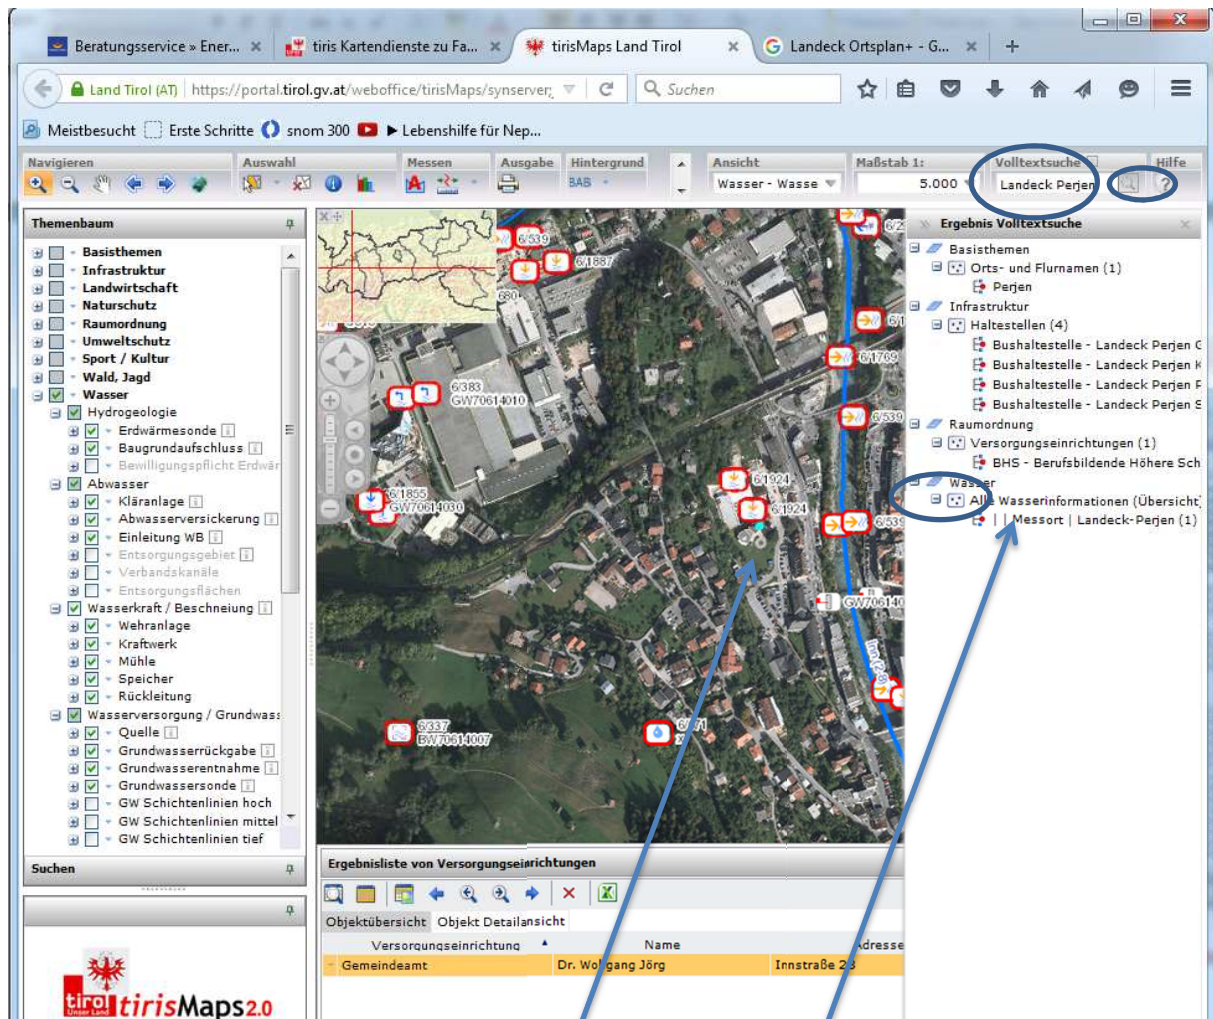 Beratungsservice » Ener...
tiris Kartendienste zu Fa...
tirisMaps Land Tirol
Landeck Ortsplan+ - G...
Land Tirol (AT) https://portal.tirol.gv.at/weboffice/tirisMaps/synserver; Suchen
Meistbesucht Erste Schritte snom 300 ▶ Lebenshilfe für Nep...
Navigieren Auswahl Messen Ausgabe Hintergrund Ansicht Maßstab 1: Volltextsuche Hilfe
BAB Wasser - Wasse 5.000 Landeck Perjen
Themenbaum
Basisthemen
Infrastruktur
Landwirtschaft
Naturschutz
Raumordnung
Umweltschutz
Sport / Kultur
Wald, Jagd
Wasser
Hydrogeologie
Erdwärmesonde
Baugrundaufschluss
Bewilligungspflicht Erdwär
Abwasser
Kläranlage
Abwasserversickerung
Einleitung WB
Entsorgungsgebiet
Verbandskanäle
Entsorgungsflächen
Wasserkraft / Beschneiung
Wehranlage
Kraftwerk
Mühle
Speicher
Rückleitung
Wasserversorgung / Grundwass
Quelle
Grundwasserrückgabe
Grundwasserentnahme
Grundwassersonde
GW Schichtenlinien hoch
GW Schichtenlinien mittel
GW Schichtenlinien tief
Suchen
tirol
Unser Land
tirisMaps2.0
6/539
6/1887
680
6/383
GW70614010
6/1769
6/539
6/1855
GW70614030
6/1924
6/1924
6/539
GW706140
Inn (2.8)
6/337
BW70614007
Ergebnis Volltextsuche
Basisthemen
Orts- und Flurnamen (1)
Perjen
Infrastruktur
Haltestellen (4)
Bushaltestelle - Landeck Perjen G
Bushaltestelle - Landeck Perjen K
Bushaltestelle - Landeck Perjen F
Bushaltestelle - Landeck Perjen S
Raumordnung
Versorgungseinrichtungen (1)
BHS - Berufsbildende Höhere Sch
Wasser
Alle Wasserinformationen (Übersicht)
| | Messort | Landeck-Perjen (1)
Ergebnisliste von Versorgungseinrichtungen
Objektübersicht Objekt Detailansicht
Versorgungseinrichtung Name Adresse
Gemeindeamt Dr. Wolfgang Jörg Innstraße 23